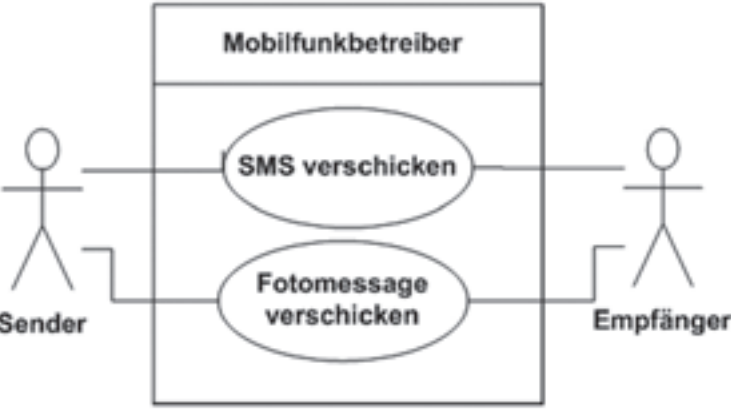 Mobilfunkbetreiber
SMS verschicken
Fotomessage
verschicken
Sender
Empfänger